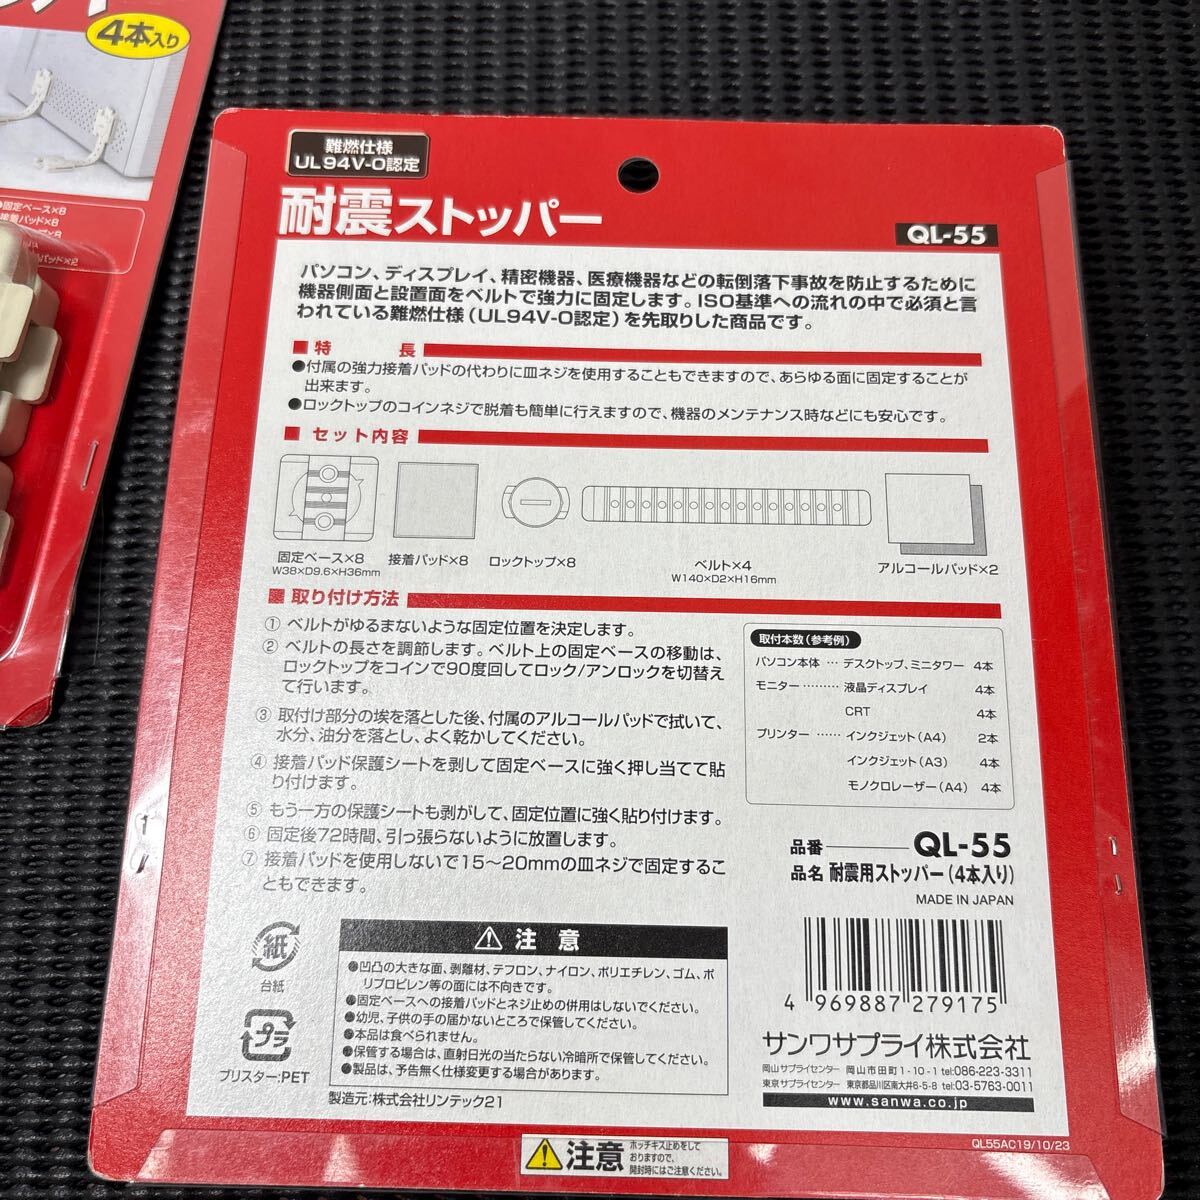 4本入り
固定ベース×8
接着パッド×8
難燃仕様
UL94V-O認定
耐震ストッパー
QL-55
パソコン、ディスプレイ、精密機器、医療機器などの転倒落下事故を防止するために
機器側面と設置面をベルトで強力に固定します。ISO基準への流れの中で必須と言
われている難燃仕様（UL94V-O認定）を先取りした商品です。
■ 特　長
●付属の強力接着パッドの代わりに皿ネジを使用することもできますので、あらゆる面に固定することが
出来ます。
●ロックトップのコインネジで脱着も簡単に行えますので、機器のメンテナンス時などにも安心です。
■ セット内容
固定ベース×8
W38×D9.6×H36mm
接着パッド×8
ロックトップ×8
ベルト×4
W140×D2×H16mm
アルコールパッド×2
■ 取り付け方法
① ベルトがゆるまないような固定位置を決定します。
② ベルトの長さを調節します。ベルト上の固定ベースの移動は、
ロックトップをコインで90度回してロック/アンロックを切替え
て行います。
③ 取付け部分の埃を落とした後、付属のアルコールパッドで拭いて、
水分、油分を落とし、よく乾かしてください。
④ 接着パッド保護シートを剥して固定ベースに強く押し当てて貼
り付けます。
⑤ もう一方の保護シートも剥がして、固定位置に強く貼り付けます。
⑥ 固定後72時間、引っ張らないように放置します。
⑦ 接着パッドを使用しないで15～20mmの皿ネジで固定するこ
ともできます。
取付本数（参考例）
パソコン本体 … デスクトップ、ミニタワー 4本
モニター ……… 液晶ディスプレイ 4本
CRT 4本
プリンター …… インクジェット（A4） 2本
インクジェット（A3） 4本
モノクロレーザー（A4） 4本
品番 QL-55
品名 耐震用ストッパー（4本入り）
MADE IN JAPAN
4 969887 279175
サンワサプライ株式会社
岡山サプライセンター 岡山市田町1-10-1 tel:086-223-3311
東京サプライセンター 東京都品川区南大井6-5-8 tel:03-5763-0011
www.sanwa.co.jp
紙
台紙
プラ
ブリスター:PET
注 意
●凹凸の大きな面、剥離材、テフロン、ナイロン、ポリエチレン、ゴム、ポ
リプロピレン等の面には不向きです。
●固定ベースへの接着パッドとネジ止めの併用はしないでください。
●幼児、子供の手の届かないところで保管してください。
●本品は食べられません。
●保管する場合は、直射日光の当たらない冷暗所で保管してください。
●製品は、予告無く仕様変更する場合があります。
製造元:株式会社リンテック21
注意
ホッチキス止めをして
おりますので、
開封時にはご注意ください。
QL55AC19/10/23